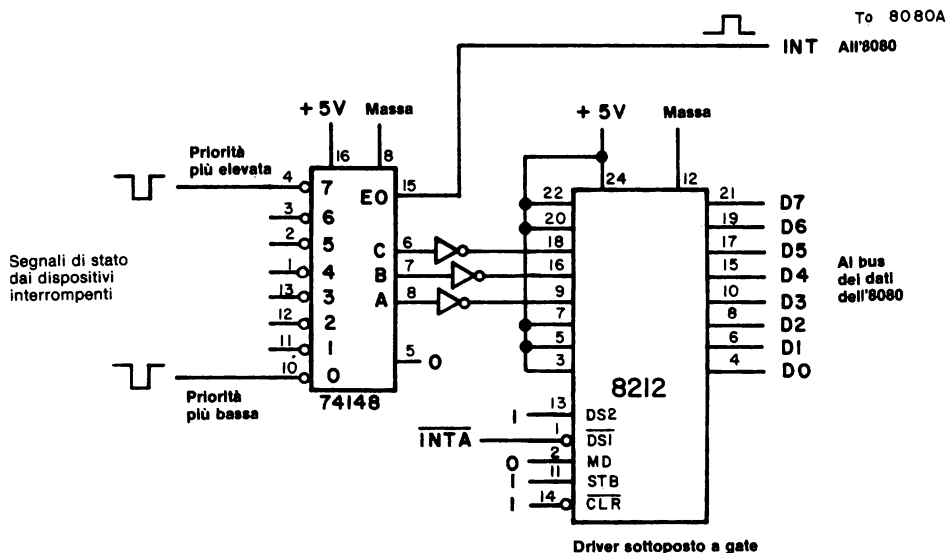 To 8080A
INT All'8080
+ 5V Massa
16 8
Priorità
più elevata
4 7
3 6
2 5
1 4
13 3
12 2
11 1
10 0
EO 15
C 6
B 7
A 8
5 0
74148
Segnali di stato
dai dispositivi
interrompenti
Priorità
più bassa
+ 5V Massa
24 12
22 21 D7
20 19 D6
18 17 D5
16 15 D4
9 10 D3
7 8 D2
5 6 D1
3 4 D0
Al bus
dei dati
dell'8080
8212
1 13 DS2
INTA 1 DS1
0 2 MD
1 11 STB
1 14 CLR
Driver sottoposto a gate